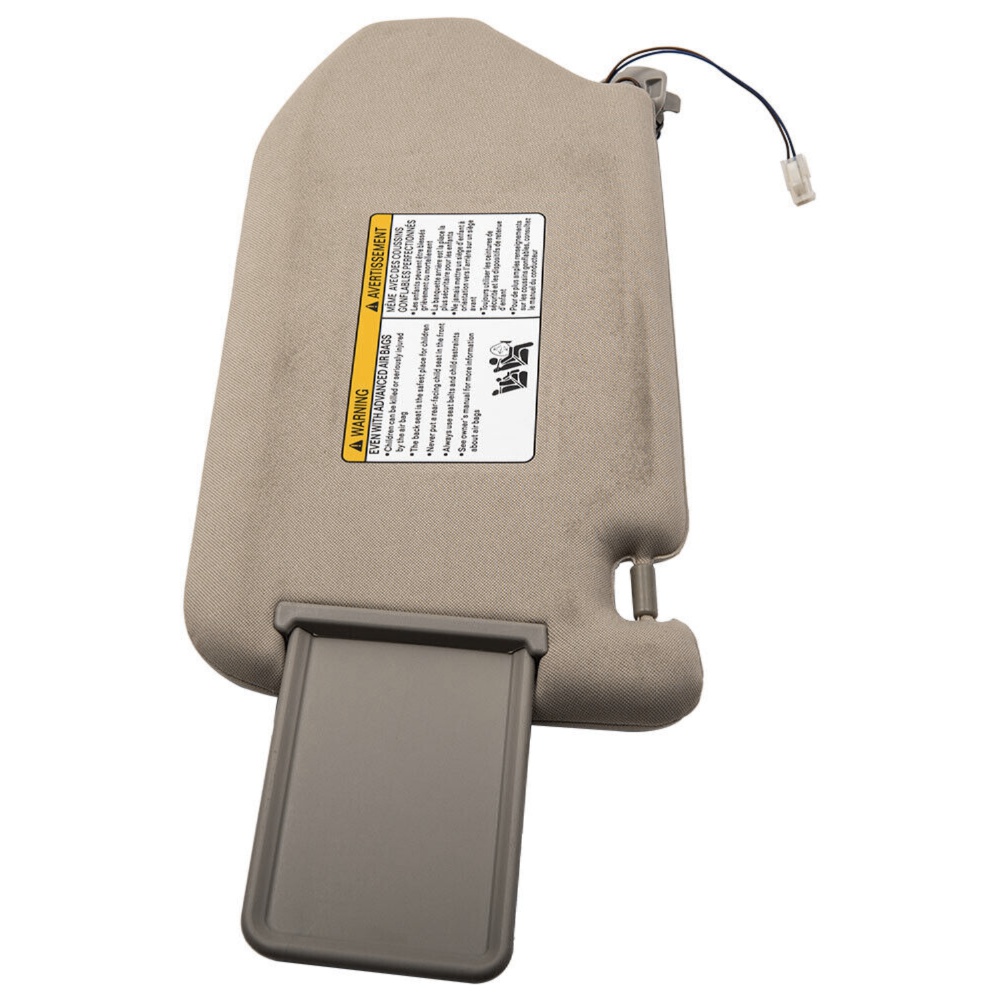 WARNING
EVEN WITH ADVANCED AIR BAGS
•Children can be killed or seriously injured
by the air bag
•The back seat is the safest place for children
•Never put a rear-facing child seat in the front
•Always use seat belts and child restraints
•See owner's manual for more information
about air bags
AVERTISSEMENT
MÊME AVEC DES COUSSINS
GONFLABLES PERFECTIONNÉS
•Les enfants peuvent être blessés
grièvement ou mortellement
•La banquette arrière est la place la
plus sécuritaire pour les enfants
•Ne jamais mettre un siège d'enfant à
orientation vers l'arrière sur un siège
avant
•Toujours utiliser les ceintures de
sécurité et les dispositifs de retenue
d'enfant
•Pour de plus amples renseignements
sur les coussins gonflables, consultez
le manuel du conducteur